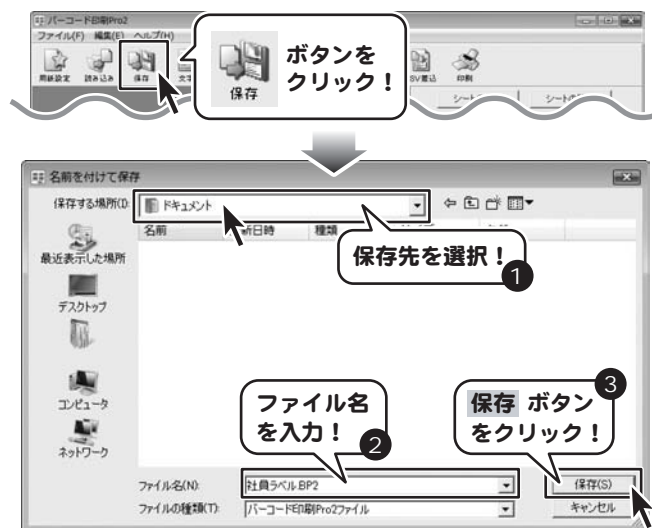 バーコード印刷Pro2
ファイル(F) 編集(E) ヘルプ(H)
用紙設定 読み込み 保存
印刷
保存
ボタンを
クリック！
名前を付けて保存
保存する場所(I):
ドキュメント
名前
新日時
種類
保存先を選択！
1
最近表示した場所
デスクトップ
コンピュータ
ネットワーク
ファイル名
を入力！
2
3
保存 ボタン
をクリック！
ファイル名(N):
社員ラベル.BP2
保存(S)
ファイルの種類(T):
バーコード印刷Pro2ファイル
キャンセル